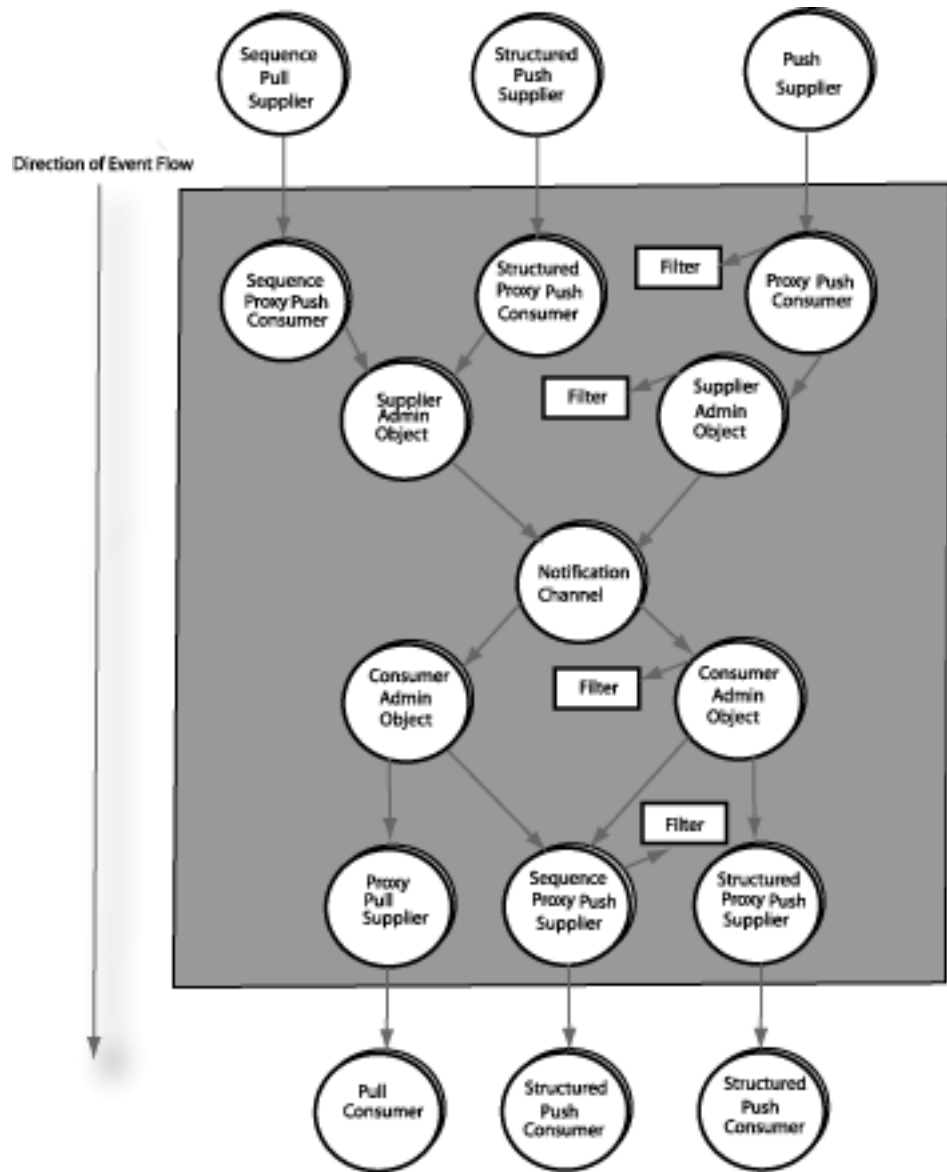 Sequence
Pull
Supplier
Structured
Push
Supplier
Push
Supplier
Direction of Event Flow
Sequence
Proxy Push
Consumer
Structured
Proxy Push
Consumer
Filter
Proxy Push
Consumer
Supplier
Admin
Object
Filter
Supplier
Admin
Object
Notification
Channel
Consumer
Admin
Object
Filter
Consumer
Admin
Object
Filter
Proxy
Pull
Supplier
Sequence
Proxy Push
Supplier
Structured
Proxy Push
Supplier
Pull
Consumer
Structured
Push
Consumer
Structured
Push
Consumer